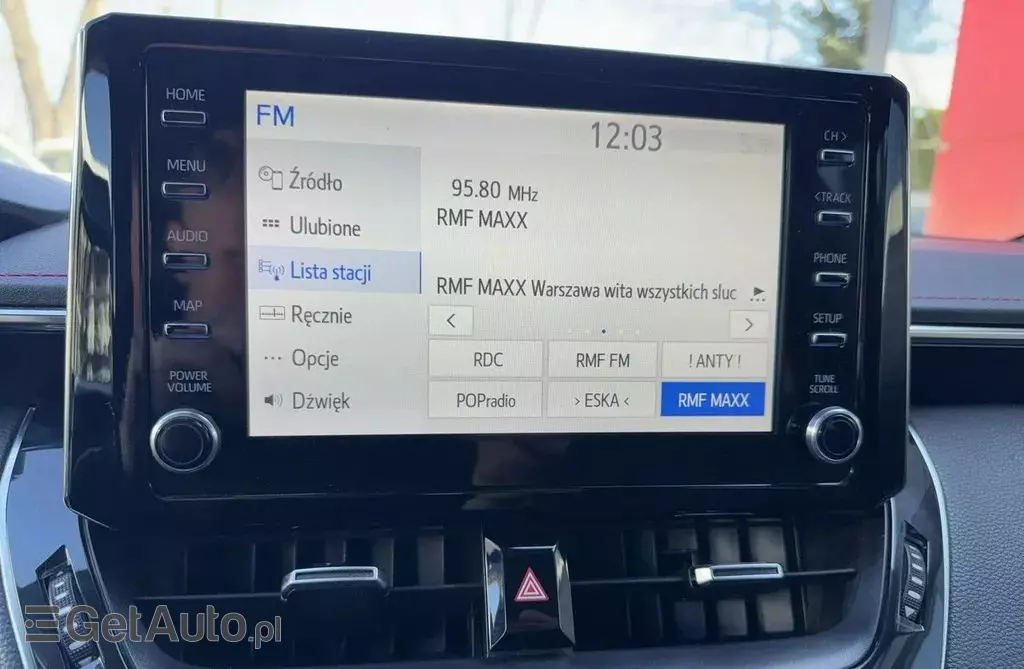 HOME
MENU
AUDIO
MAP
POWER
VOLUME
FM
12:03
Źródło
Ulubione
Lista stacji
Ręcznie
Opcje
Dźwięk
95.80 MHz
RMF MAXX
RMF MAXX Warszawa wita wszystkich sluc
RDC
RMF FM
! ANTY !
POPradio
> ESKA <
RMF MAXX
CH >
< TRACK
PHONE
SETUP
TUNE
SCROLL
GetAuto.pl